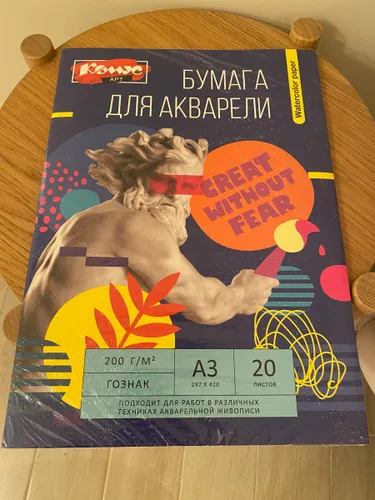 Комус
АРТ
БУМАГА
ДЛЯ АКВАРЕЛИ
Watercolor paper
CREAT
WITHOUT
FEAR
200 Г/М²
ГОЗНАК
А3
297 X 420
20
ЛИСТОВ
ПОДХОДИТ ДЛЯ РАБОТ В РАЗЛИЧНЫХ
ТЕХНИКАХ АКВАРЕЛЬНОЙ ЖИВОПИСИ